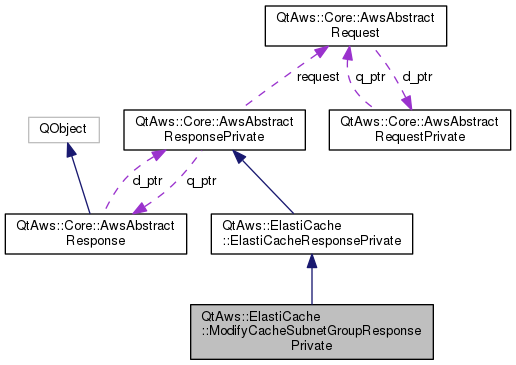 QtAws::Core::AwsAbstract
Request
request
q_ptr
d_ptr
QObject
QtAws::Core::AwsAbstract
ResponsePrivate
QtAws::Core::AwsAbstract
RequestPrivate
d_ptr
q_ptr
QtAws::Core::AwsAbstract
Response
QtAws::ElastiCache
::ElastiCacheResponsePrivate
QtAws::ElastiCache
::ModifyCacheSubnetGroupResponse
Private